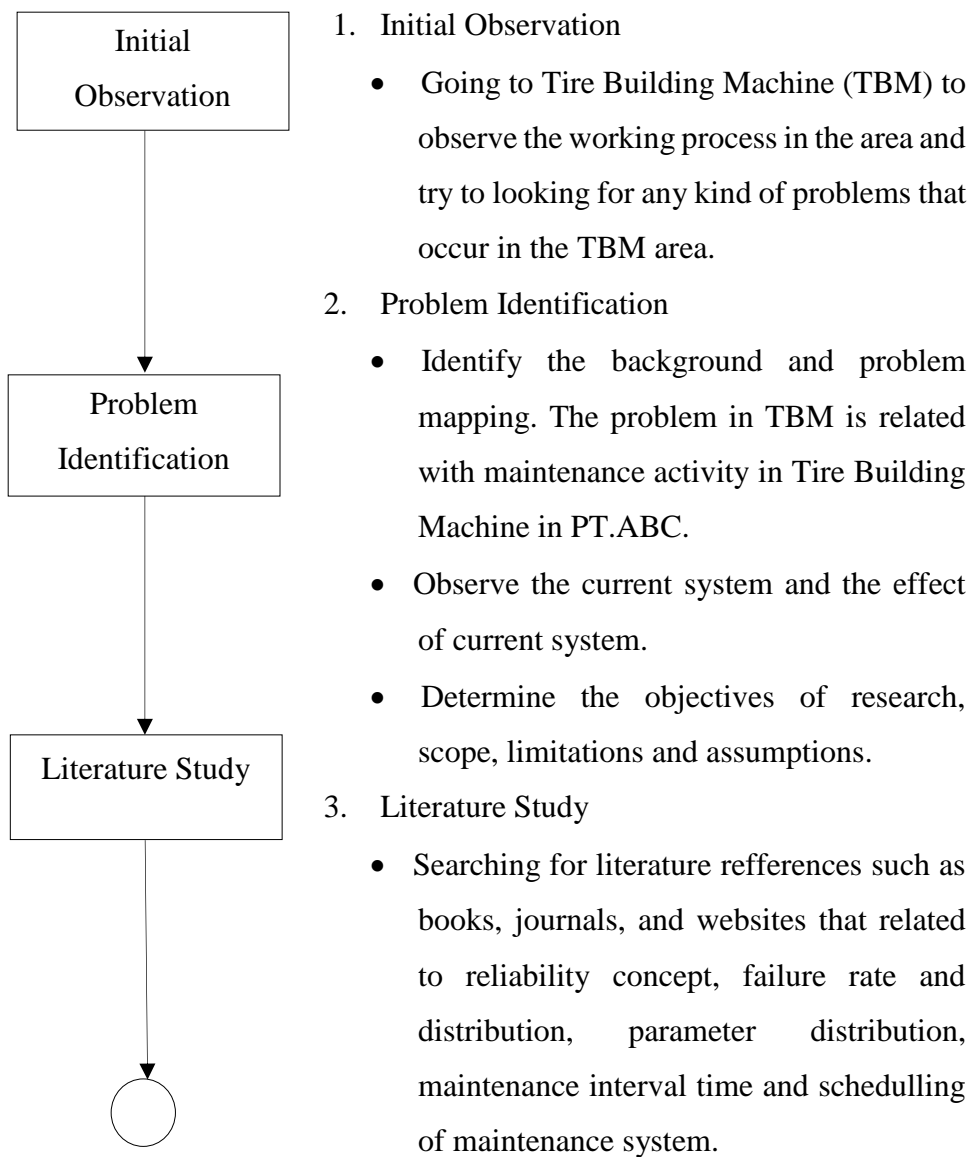 Initial
Observation
Problem
Identification
Literature Study
1. Initial Observation
• Going to Tire Building Machine (TBM) to
observe the working process in the area and
try to looking for any kind of problems that
occur in the TBM area.
2. Problem Identification
• Identify the background and problem
mapping. The problem in TBM is related
with maintenance activity in Tire Building
Machine in PT.ABC.
• Observe the current system and the effect
of current system.
• Determine the objectives of research,
scope, limitations and assumptions.
3. Literature Study
• Searching for literature refferences such as
books, journals, and websites that related
to reliability concept, failure rate and
distribution, parameter distribution,
maintenance interval time and schedulling
of maintenance system.